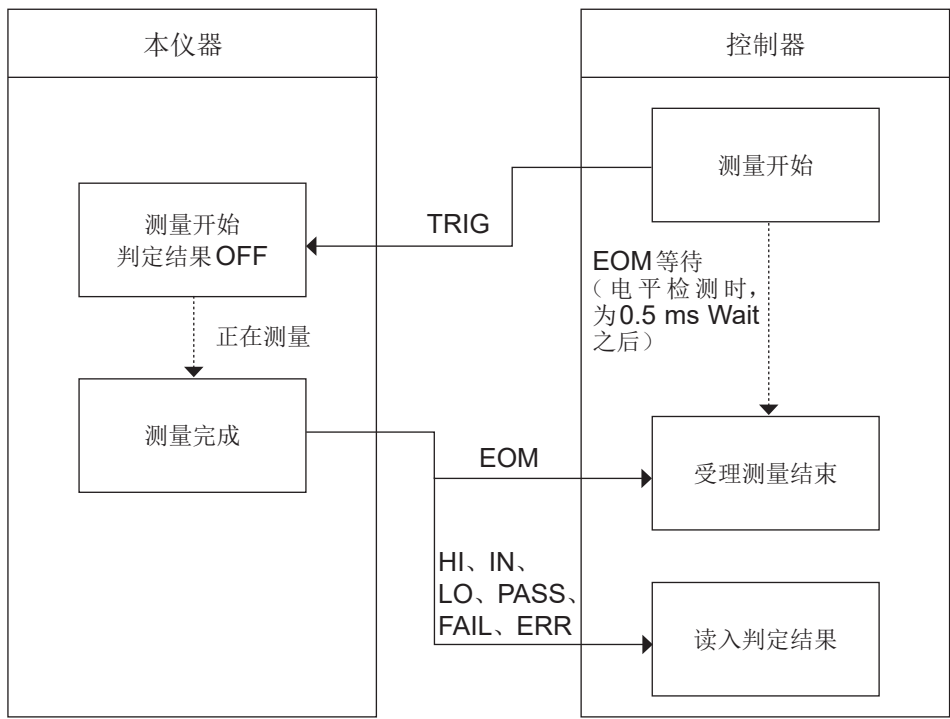 本仪器
控制器
测量开始
测量开始
判定结果OFF
TRIG
EOM等待
（电平检测时，
为0.5 ms Wait
之后）
正在测量
测量完成
EOM
受理测量结束
HI、IN、
LO、PASS、
FAIL、ERR
读入判定结果